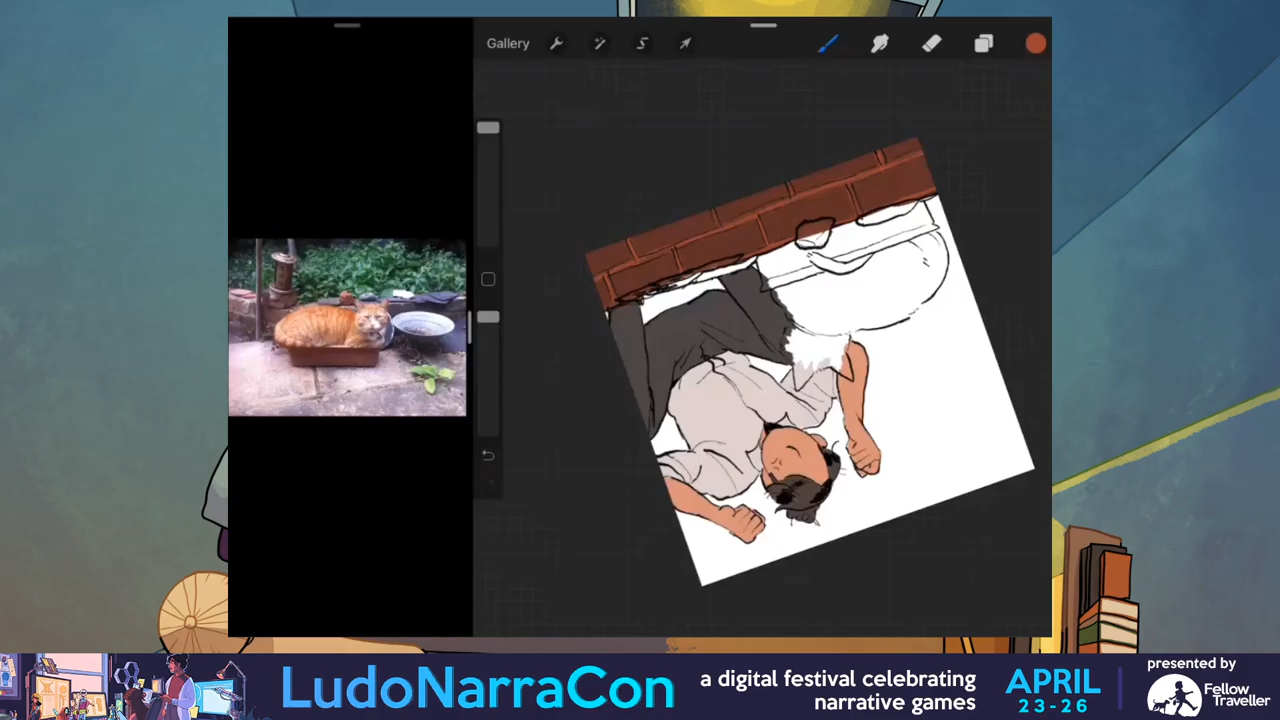 Gallery
LudoNarraCon
a digital festival celebrating
narrative games
APRIL
23-26
presented by
Fellow
Traveller